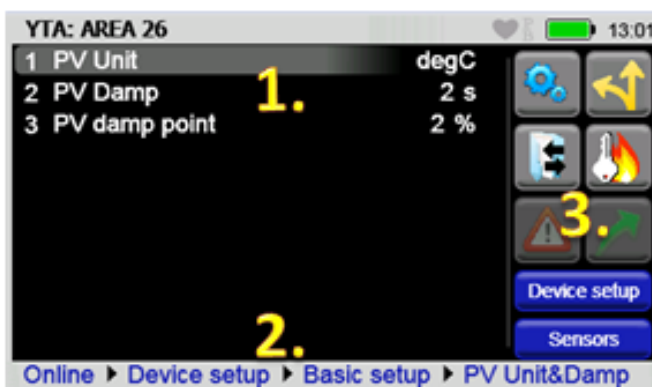 YTA: AREA 26 13:01
1 PV Unit degC
2 PV Damp 2 s
3 PV damp point 2 %
1.
3.
Device setup
Sensors
2.
Online ▶ Device setup ▶ Basic setup ▶ PV Unit&Damp